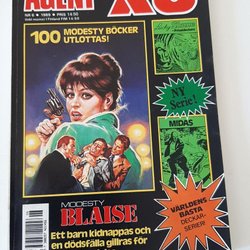 AGENT X9
NR 6 • 1989 • PRIS 14:50
100 MODESTY BÖCKER
UTLOTTAS!
NY
Serie!
MIDAS
VÄRLDENS
BÄSTA
DECKAR-
SERIER!
MODESTY
BLAISE
Ett barn kidnappas och
en dödsfälla gillras för